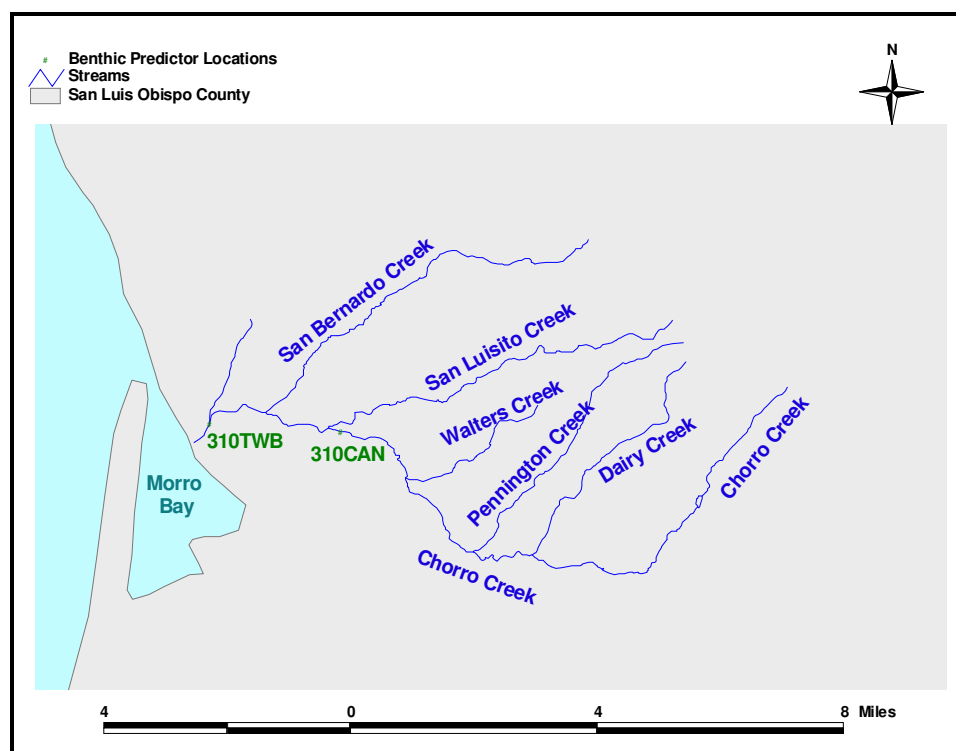 Benthic Predictor Locations
Streams
San Luis Obispo County
N
San Bernardo Creek
San Luisito Creek
Walters Creek
310TWB
310CAN
Pennington Creek
Dairy Creek
Chorro Creek
Morro
Bay
Chorro Creek
4 0 4 8 Miles